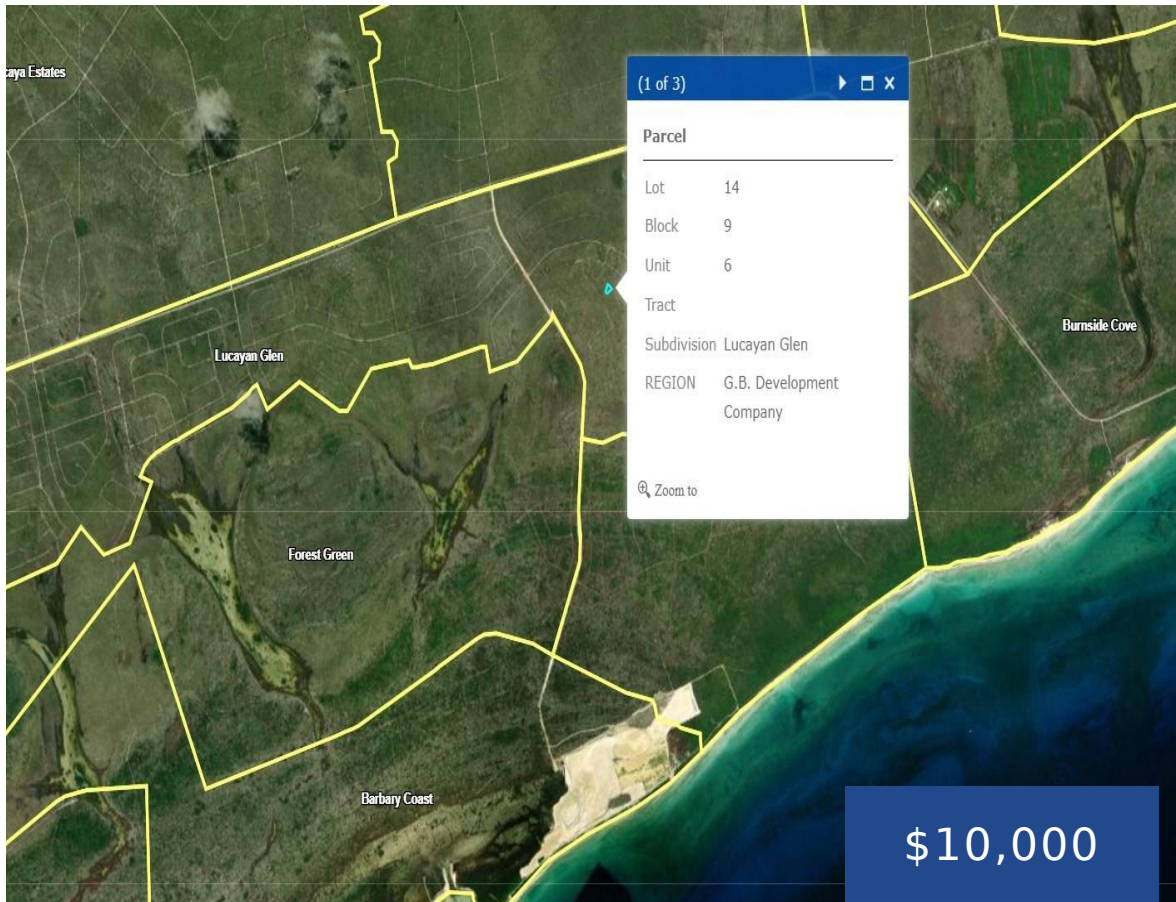 caya Estates
(1 of 3)
Parcel
Lot 14
Block 9
Unit 6
Tract
Subdivision Lucayan Glen
REGION G.B. Development
Company
Zoom to
Burnside Cove
Lucayan Glen
Forest Green
Barbary Coast
$10,000